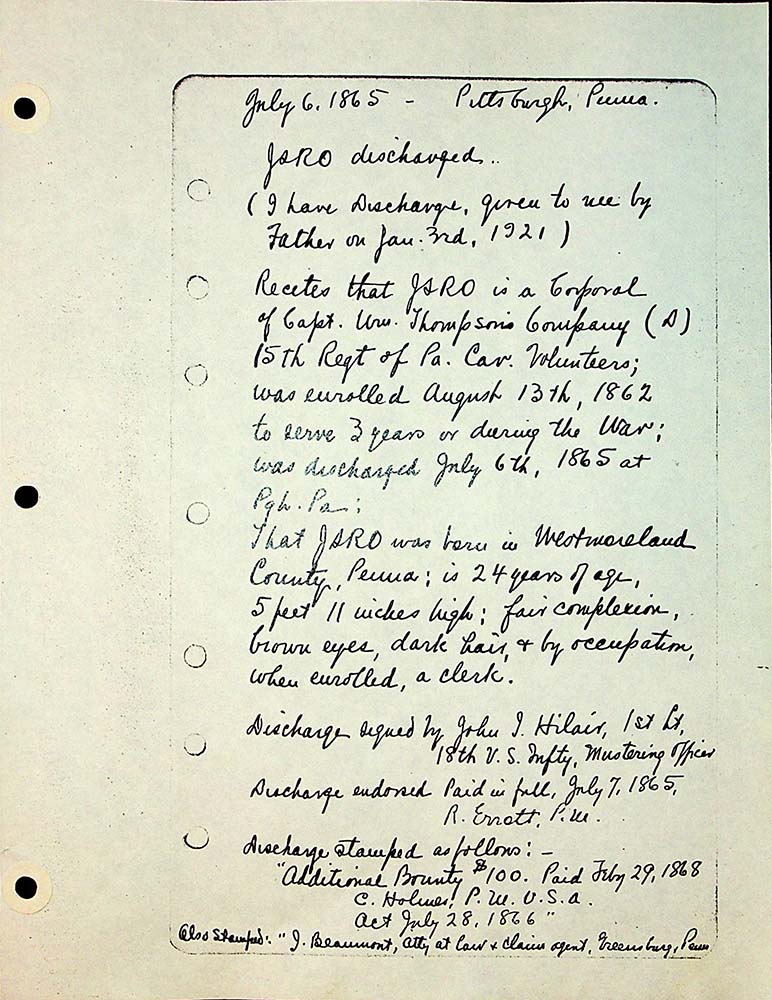 July 6, 1865 - Pittsburgh, Penna.
JSRO discharged..
(I have Discharge, given to me by
Father on Jan. 3rd, 1921)
Recites that JSRO is a Corporal
of Capt. Wm. Thompson's Company (D)
15th Regt of Pa. Cav. Volunteers;
was enrolled August 13th, 1862
to serve 3 years or during the War;
was discharged July 6th, 1865 at
Pgh. Pa;
That JSRO was born in Westmoreland
County, Penna; is 24 years of age,
5 feet 11 inches high; fair complexion,
brown eyes, dark hair, & by occupation,
when enrolled, a clerk.
Discharge signed by John I. Hilair, 1st Lt,
18th U.S. Infty, Mustering Officer
Discharge endorsed Paid in full, July 7, 1865,
R. Errett, P.M.
Discharge stamped as follows: -
"Additional Bounty $100. Paid Feby 29, 1868
C. Holmes, P.M. U.S.A.
Act July 28, 1866"
Also Stamped: "J. Beaumont, Atty at law & claim agent, Greensburg, Penn